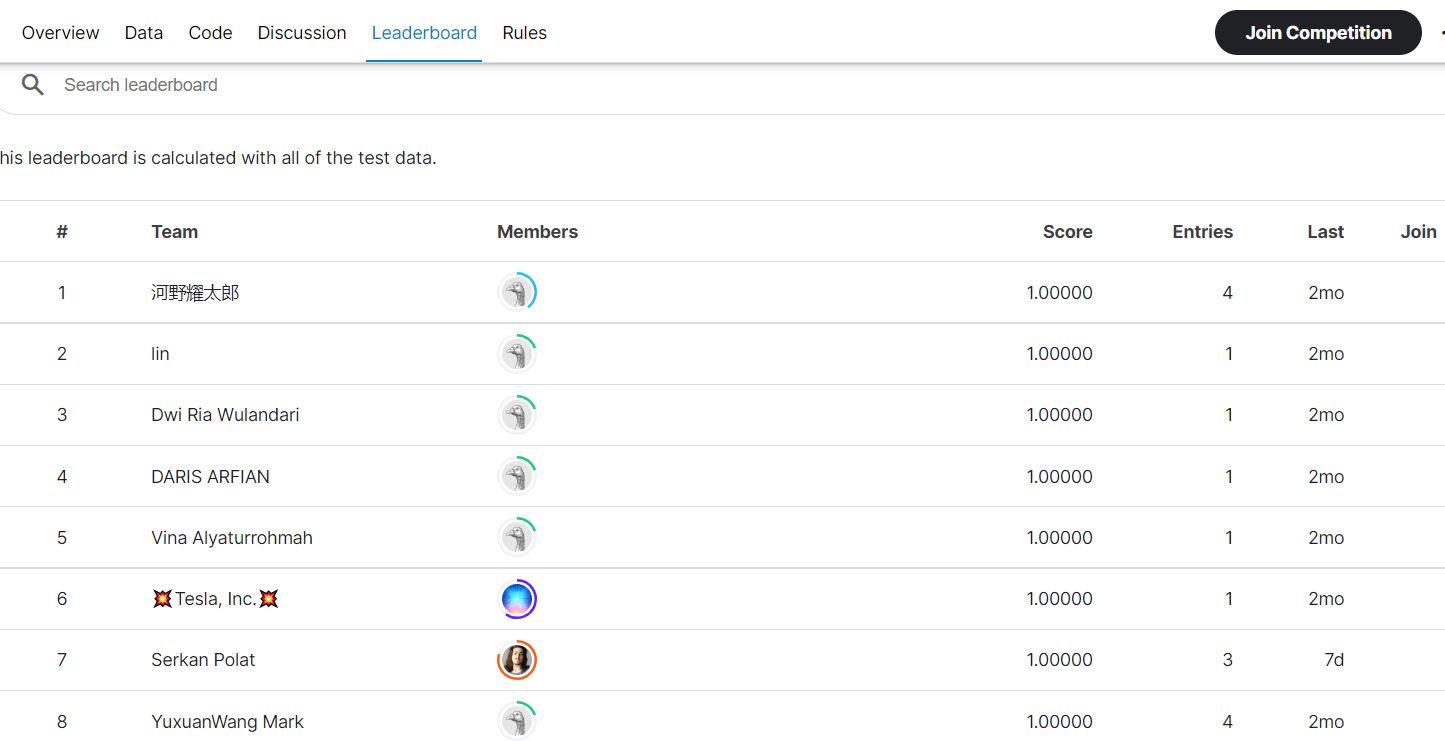 Overview Data Code Discussion Leaderboard Rules Join Competition
Search leaderboard
his leaderboard is calculated with all of the test data.
# Team Members Score Entries Last Join
1 河野耀太郎 1.00000 4 2mo
2 lin 1.00000 1 2mo
3 Dwi Ria Wulandari 1.00000 1 2mo
4 DARIS ARFIAN 1.00000 1 2mo
5 Vina Alyaturrohmah 1.00000 1 2mo
6 💥Tesla, Inc.💥 1.00000 1 2mo
7 Serkan Polat 1.00000 3 7d
8 YuxuanWang Mark 1.00000 4 2mo